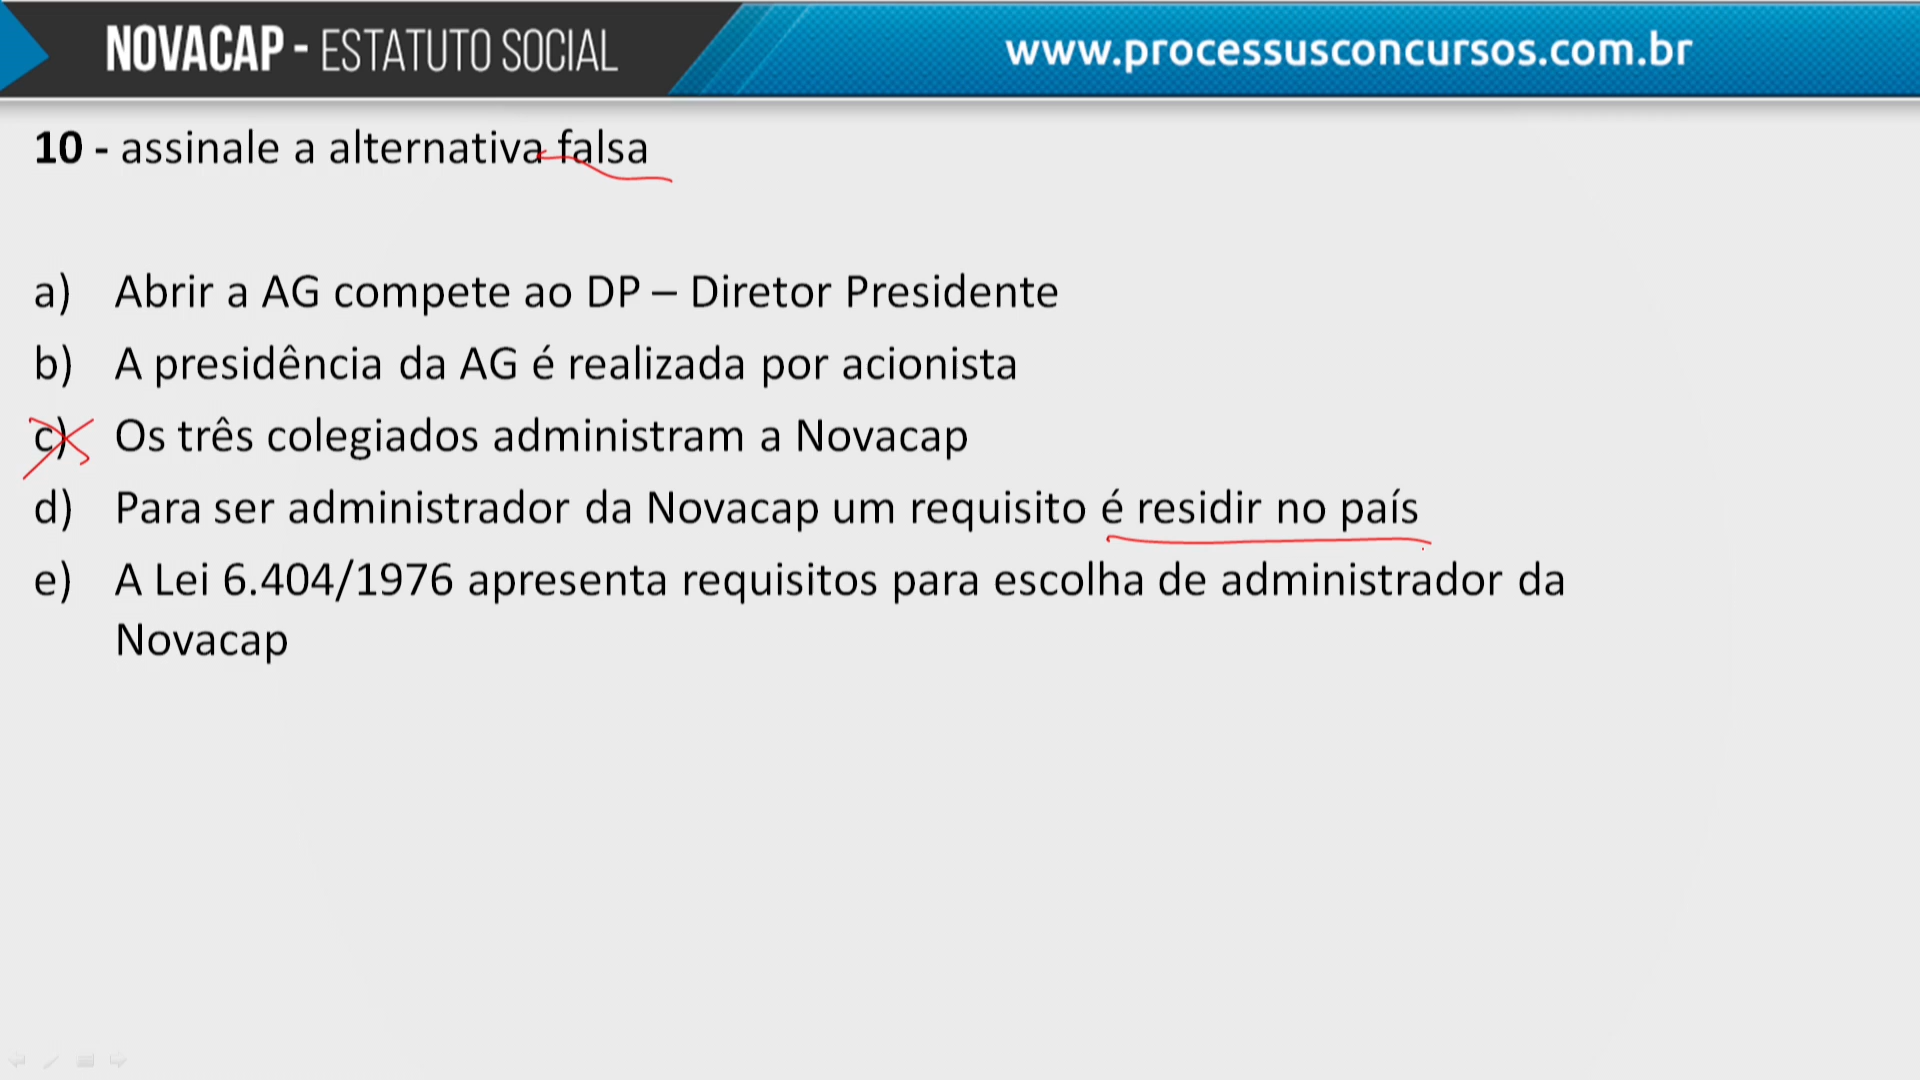 NOVACAP - ESTATUTO SOCIAL
www.processusconcursos.com.br
10 - assinale a alternativa falsa
a) Abrir a AG compete ao DP – Diretor Presidente
b) A presidência da AG é realizada por acionista
c) Os três colegiados administram a Novacap
d) Para ser administrador da Novacap um requisito é residir no país
e) A Lei 6.404/1976 apresenta requisitos para escolha de administrador da
Novacap